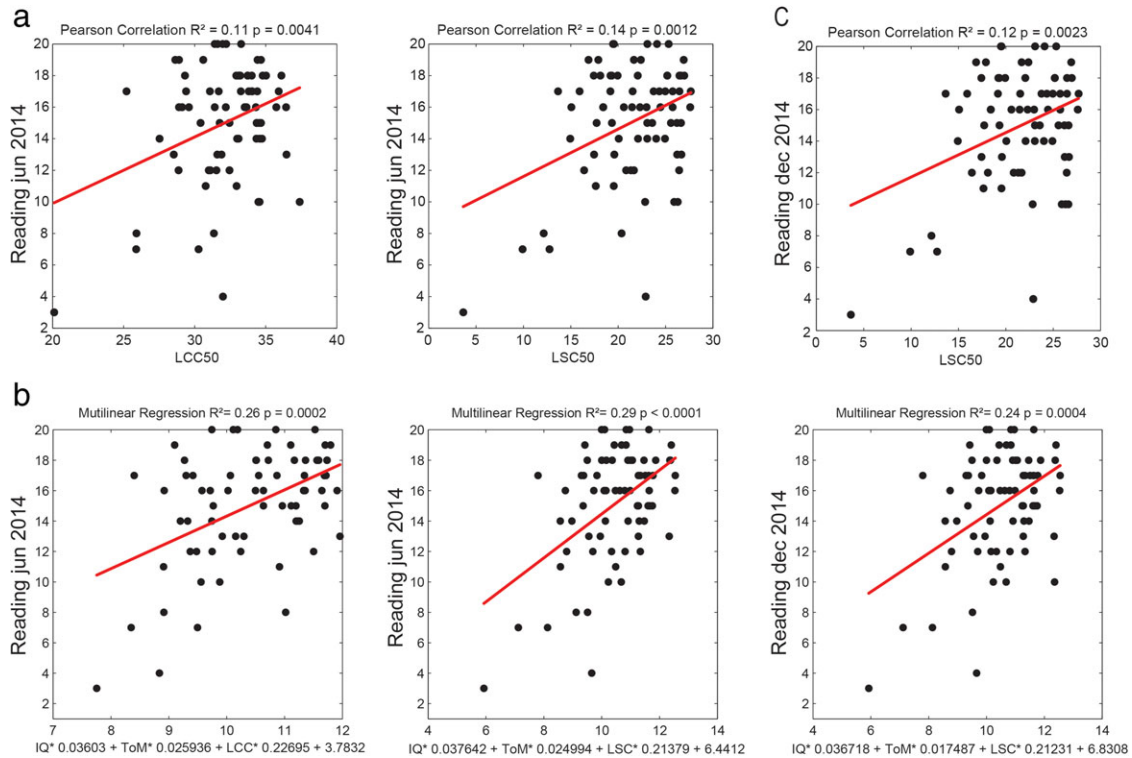 a
Pearson Correlation R² = 0.11 p = 0.0041
Reading jun 2014
20
18
16
14
12
10
8
6
4
2
20 25 30 35 40
LCC50
Pearson Correlation R² = 0.14 p = 0.0012
Reading jun 2014
20
18
16
14
12
10
8
6
4
2
0 5 10 15 20 25 30
LSC50
C
Pearson Correlation R² = 0.12 p = 0.0023
Reading dec 2014
20
18
16
14
12
10
8
6
4
2
0 5 10 15 20 25 30
LSC50
b
Mutilinear Regression R²= 0.26 p = 0.0002
Reading jun 2014
20
18
16
14
12
10
8
6
4
2
7 8 9 10 11 12
IQ* 0.03603 + ToM* 0.025936 + LCC* 0.22695 + 3.7832
Multilinear Regression R²= 0.29 p < 0.0001
Reading jun 2014
20
18
16
14
12
10
8
6
4
2
4 6 8 10 12 14
IQ* 0.037642 + ToM* 0.024994 + LSC* 0.21379 + 6.4412
Multilinear Regression R²= 0.24 p = 0.0004
Reading dec 2014
20
18
16
14
12
10
8
6
4
2
4 6 8 10 12 14
IQ* 0.036718 + ToM* 0.017487 + LSC* 0.21231 + 6.8308